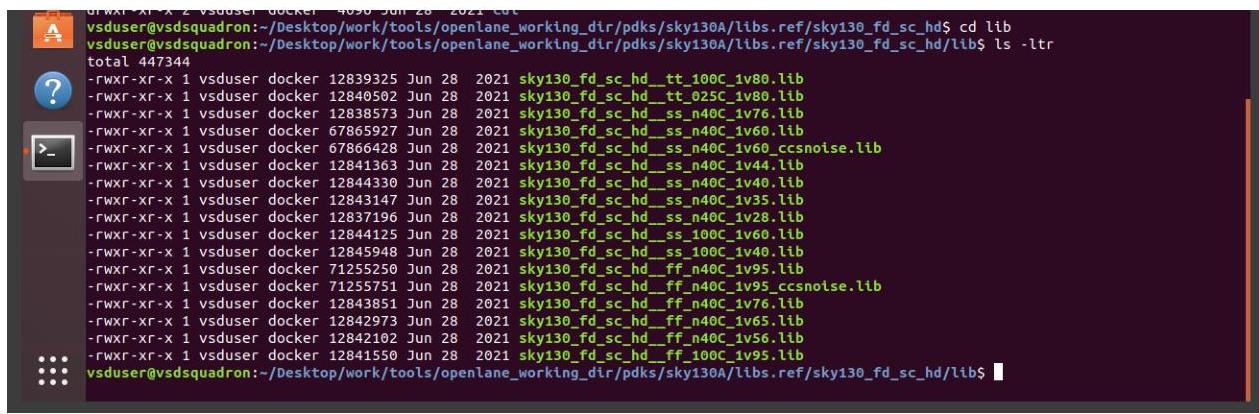 drwxr-xr-x 2 vsduser docker 4096 Jun 28 2021 cdl
vsduser@vsdsquadron:~/Desktop/work/tools/openlane_working_dir/pdks/sky130A/libs.ref/sky130_fd_sc_hd$ cd lib
vsduser@vsdsquadron:~/Desktop/work/tools/openlane_working_dir/pdks/sky130A/libs.ref/sky130_fd_sc_hd/lib$ ls -ltr
total 447344
-rwxr-xr-x 1 vsduser docker 12839325 Jun 28  2021 sky130_fd_sc_hd__tt_100C_1v80.lib
-rwxr-xr-x 1 vsduser docker 12840502 Jun 28  2021 sky130_fd_sc_hd__tt_025C_1v80.lib
-rwxr-xr-x 1 vsduser docker 12838573 Jun 28  2021 sky130_fd_sc_hd__ss_n40C_1v76.lib
-rwxr-xr-x 1 vsduser docker 67865927 Jun 28  2021 sky130_fd_sc_hd__ss_n40C_1v60.lib
-rwxr-xr-x 1 vsduser docker 67866428 Jun 28  2021 sky130_fd_sc_hd__ss_n40C_1v60_ccsnoise.lib
-rwxr-xr-x 1 vsduser docker 12841363 Jun 28  2021 sky130_fd_sc_hd__ss_n40C_1v44.lib
-rwxr-xr-x 1 vsduser docker 12844330 Jun 28  2021 sky130_fd_sc_hd__ss_n40C_1v40.lib
-rwxr-xr-x 1 vsduser docker 12843147 Jun 28  2021 sky130_fd_sc_hd__ss_n40C_1v35.lib
-rwxr-xr-x 1 vsduser docker 12837196 Jun 28  2021 sky130_fd_sc_hd__ss_n40C_1v28.lib
-rwxr-xr-x 1 vsduser docker 12844125 Jun 28  2021 sky130_fd_sc_hd__ss_100C_1v60.lib
-rwxr-xr-x 1 vsduser docker 12845948 Jun 28  2021 sky130_fd_sc_hd__ss_100C_1v40.lib
-rwxr-xr-x 1 vsduser docker 71255250 Jun 28  2021 sky130_fd_sc_hd__ff_n40C_1v95.lib
-rwxr-xr-x 1 vsduser docker 71255751 Jun 28  2021 sky130_fd_sc_hd__ff_n40C_1v95_ccsnoise.lib
-rwxr-xr-x 1 vsduser docker 12843851 Jun 28  2021 sky130_fd_sc_hd__ff_n40C_1v76.lib
-rwxr-xr-x 1 vsduser docker 12842973 Jun 28  2021 sky130_fd_sc_hd__ff_n40C_1v65.lib
-rwxr-xr-x 1 vsduser docker 12842102 Jun 28  2021 sky130_fd_sc_hd__ff_n40C_1v56.lib
-rwxr-xr-x 1 vsduser docker 12841550 Jun 28  2021 sky130_fd_sc_hd__ff_100C_1v95.lib
vsduser@vsdsquadron:~/Desktop/work/tools/openlane_working_dir/pdks/sky130A/libs.ref/sky130_fd_sc_hd/lib$